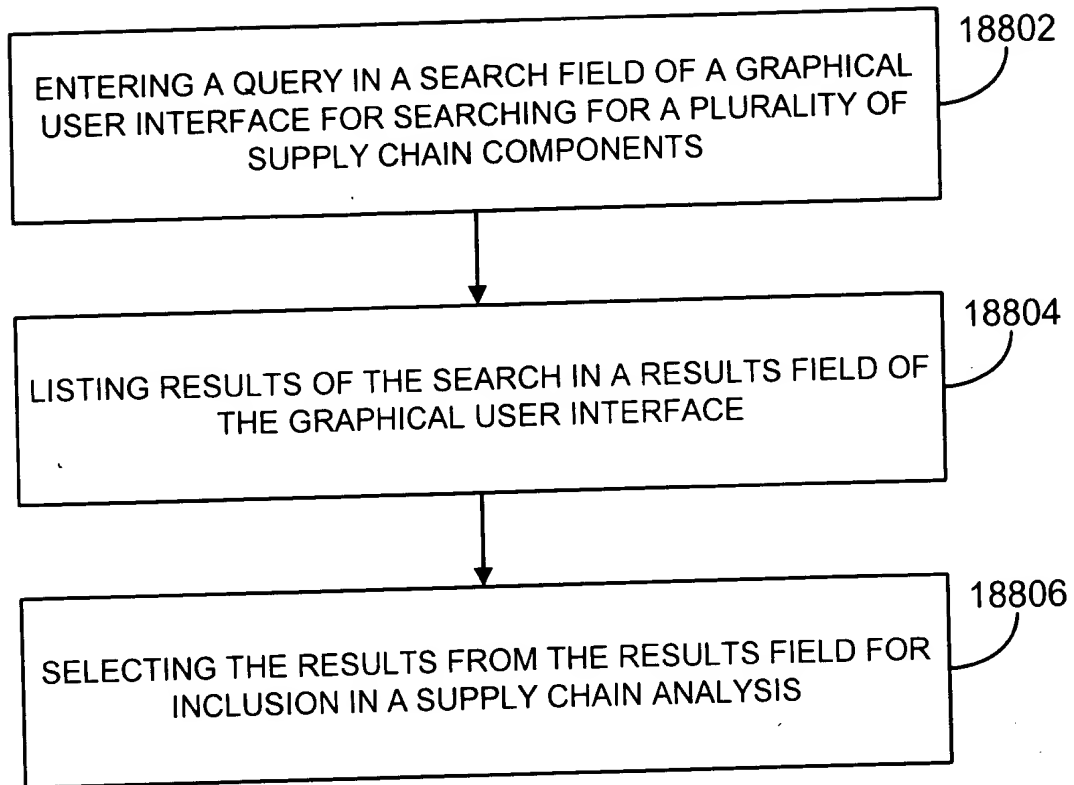 18802
ENTERING A QUERY IN A SEARCH FIELD OF A GRAPHICAL
USER INTERFACE FOR SEARCHING FOR A PLURALITY OF
SUPPLY CHAIN COMPONENTS
18804
LISTING RESULTS OF THE SEARCH IN A RESULTS FIELD OF
THE GRAPHICAL USER INTERFACE
18806
SELECTING THE RESULTS FROM THE RESULTS FIELD FOR
INCLUSION IN A SUPPLY CHAIN ANALYSIS